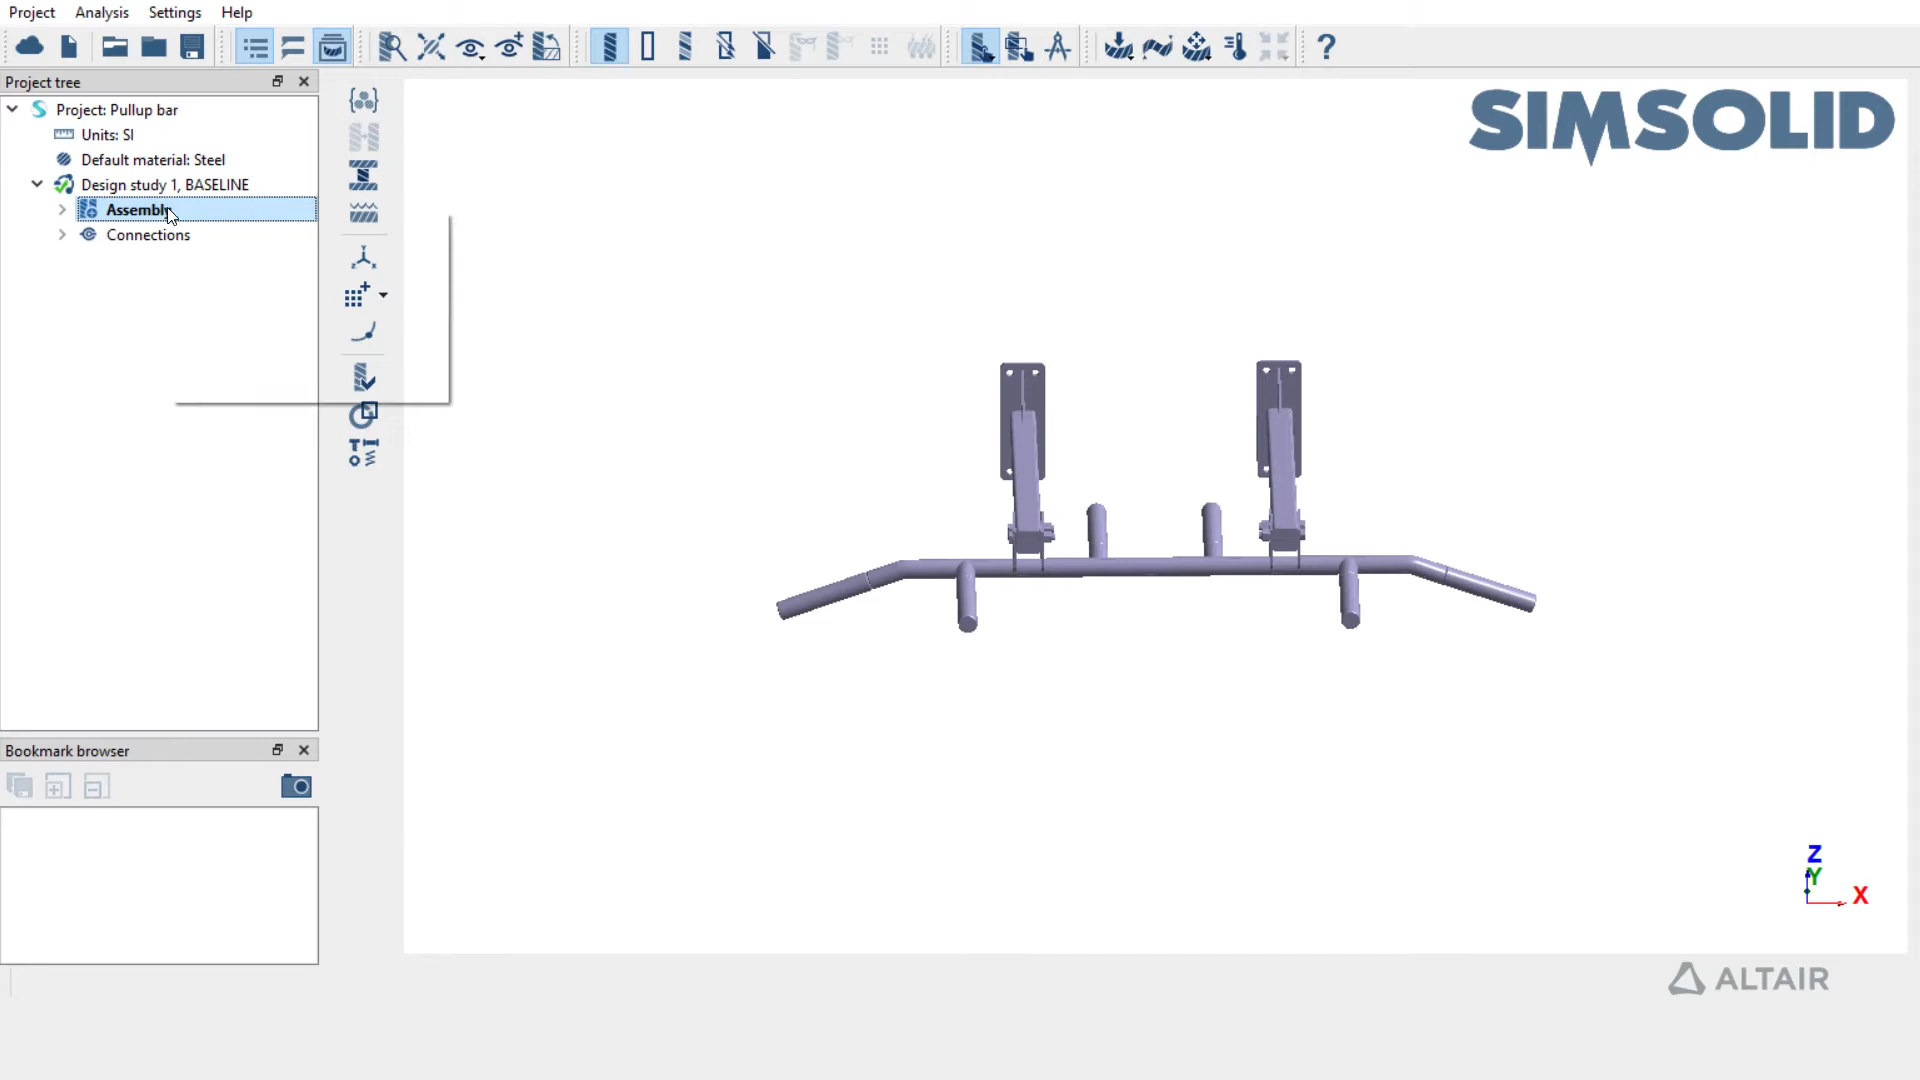 Project Analysis Settings Help
Project tree
Project: Pullup bar
Units: SI
Default material: Steel
Design study 1, BASELINE
Assembly
Connections
Bookmark browser
SIMSOLID
Z
Y
X
ALTAIR